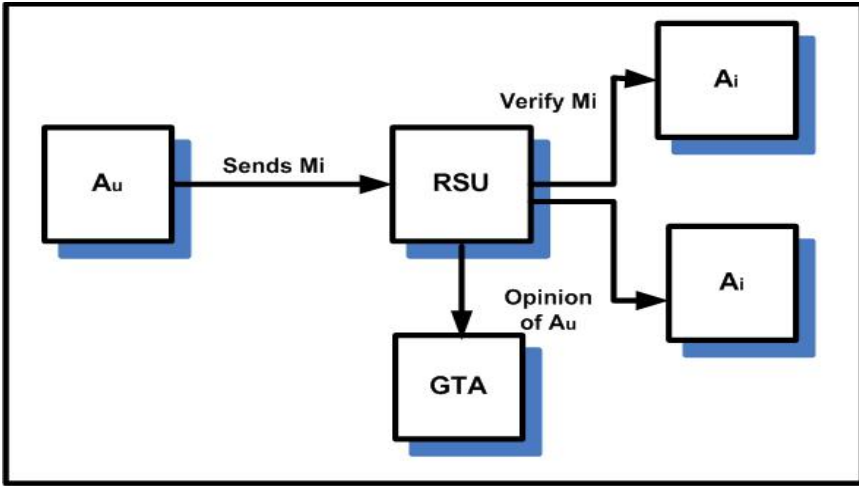 Au
Sends Mi
RSU
Verify Mi
Ai
Ai
Opinion
of Au
GTA